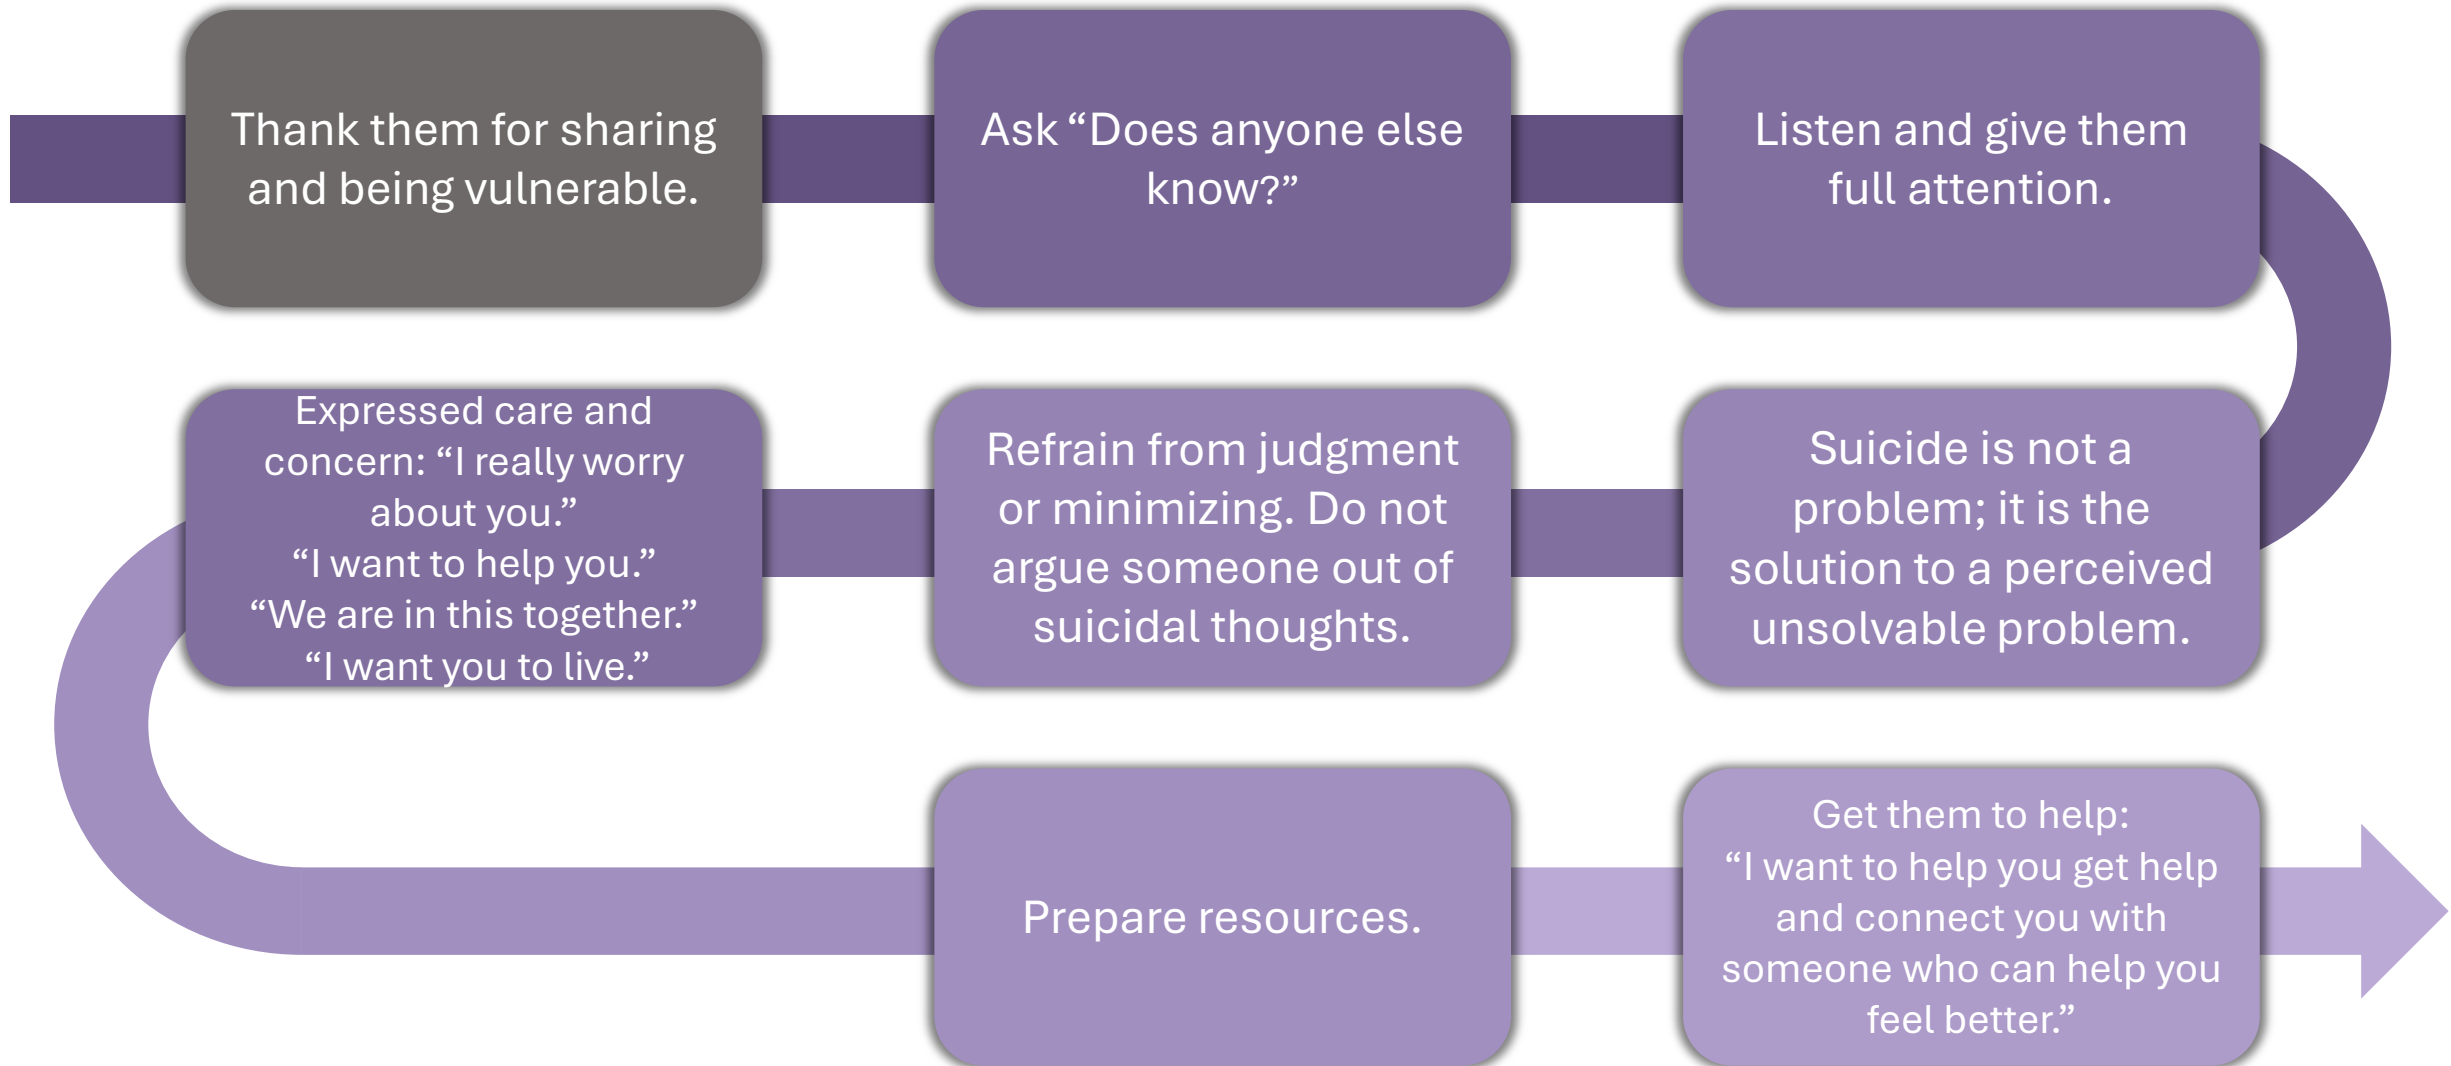 Thank them for sharing
and being vulnerable.
Ask “Does anyone else
know?”
Listen and give them
full attention.
Suicide is not a
problem; it is the
solution to a perceived
unsolvable problem.
Refrain from judgment
or minimizing. Do not
argue someone out of
suicidal thoughts.
Expressed care and
concern: “I really worry
about you.”
“I want to help you.”
“We are in this together.”
“I want you to live.”
Prepare resources.
Get them to help:
“I want to help you get help
and connect you with
someone who can help you
feel better.”